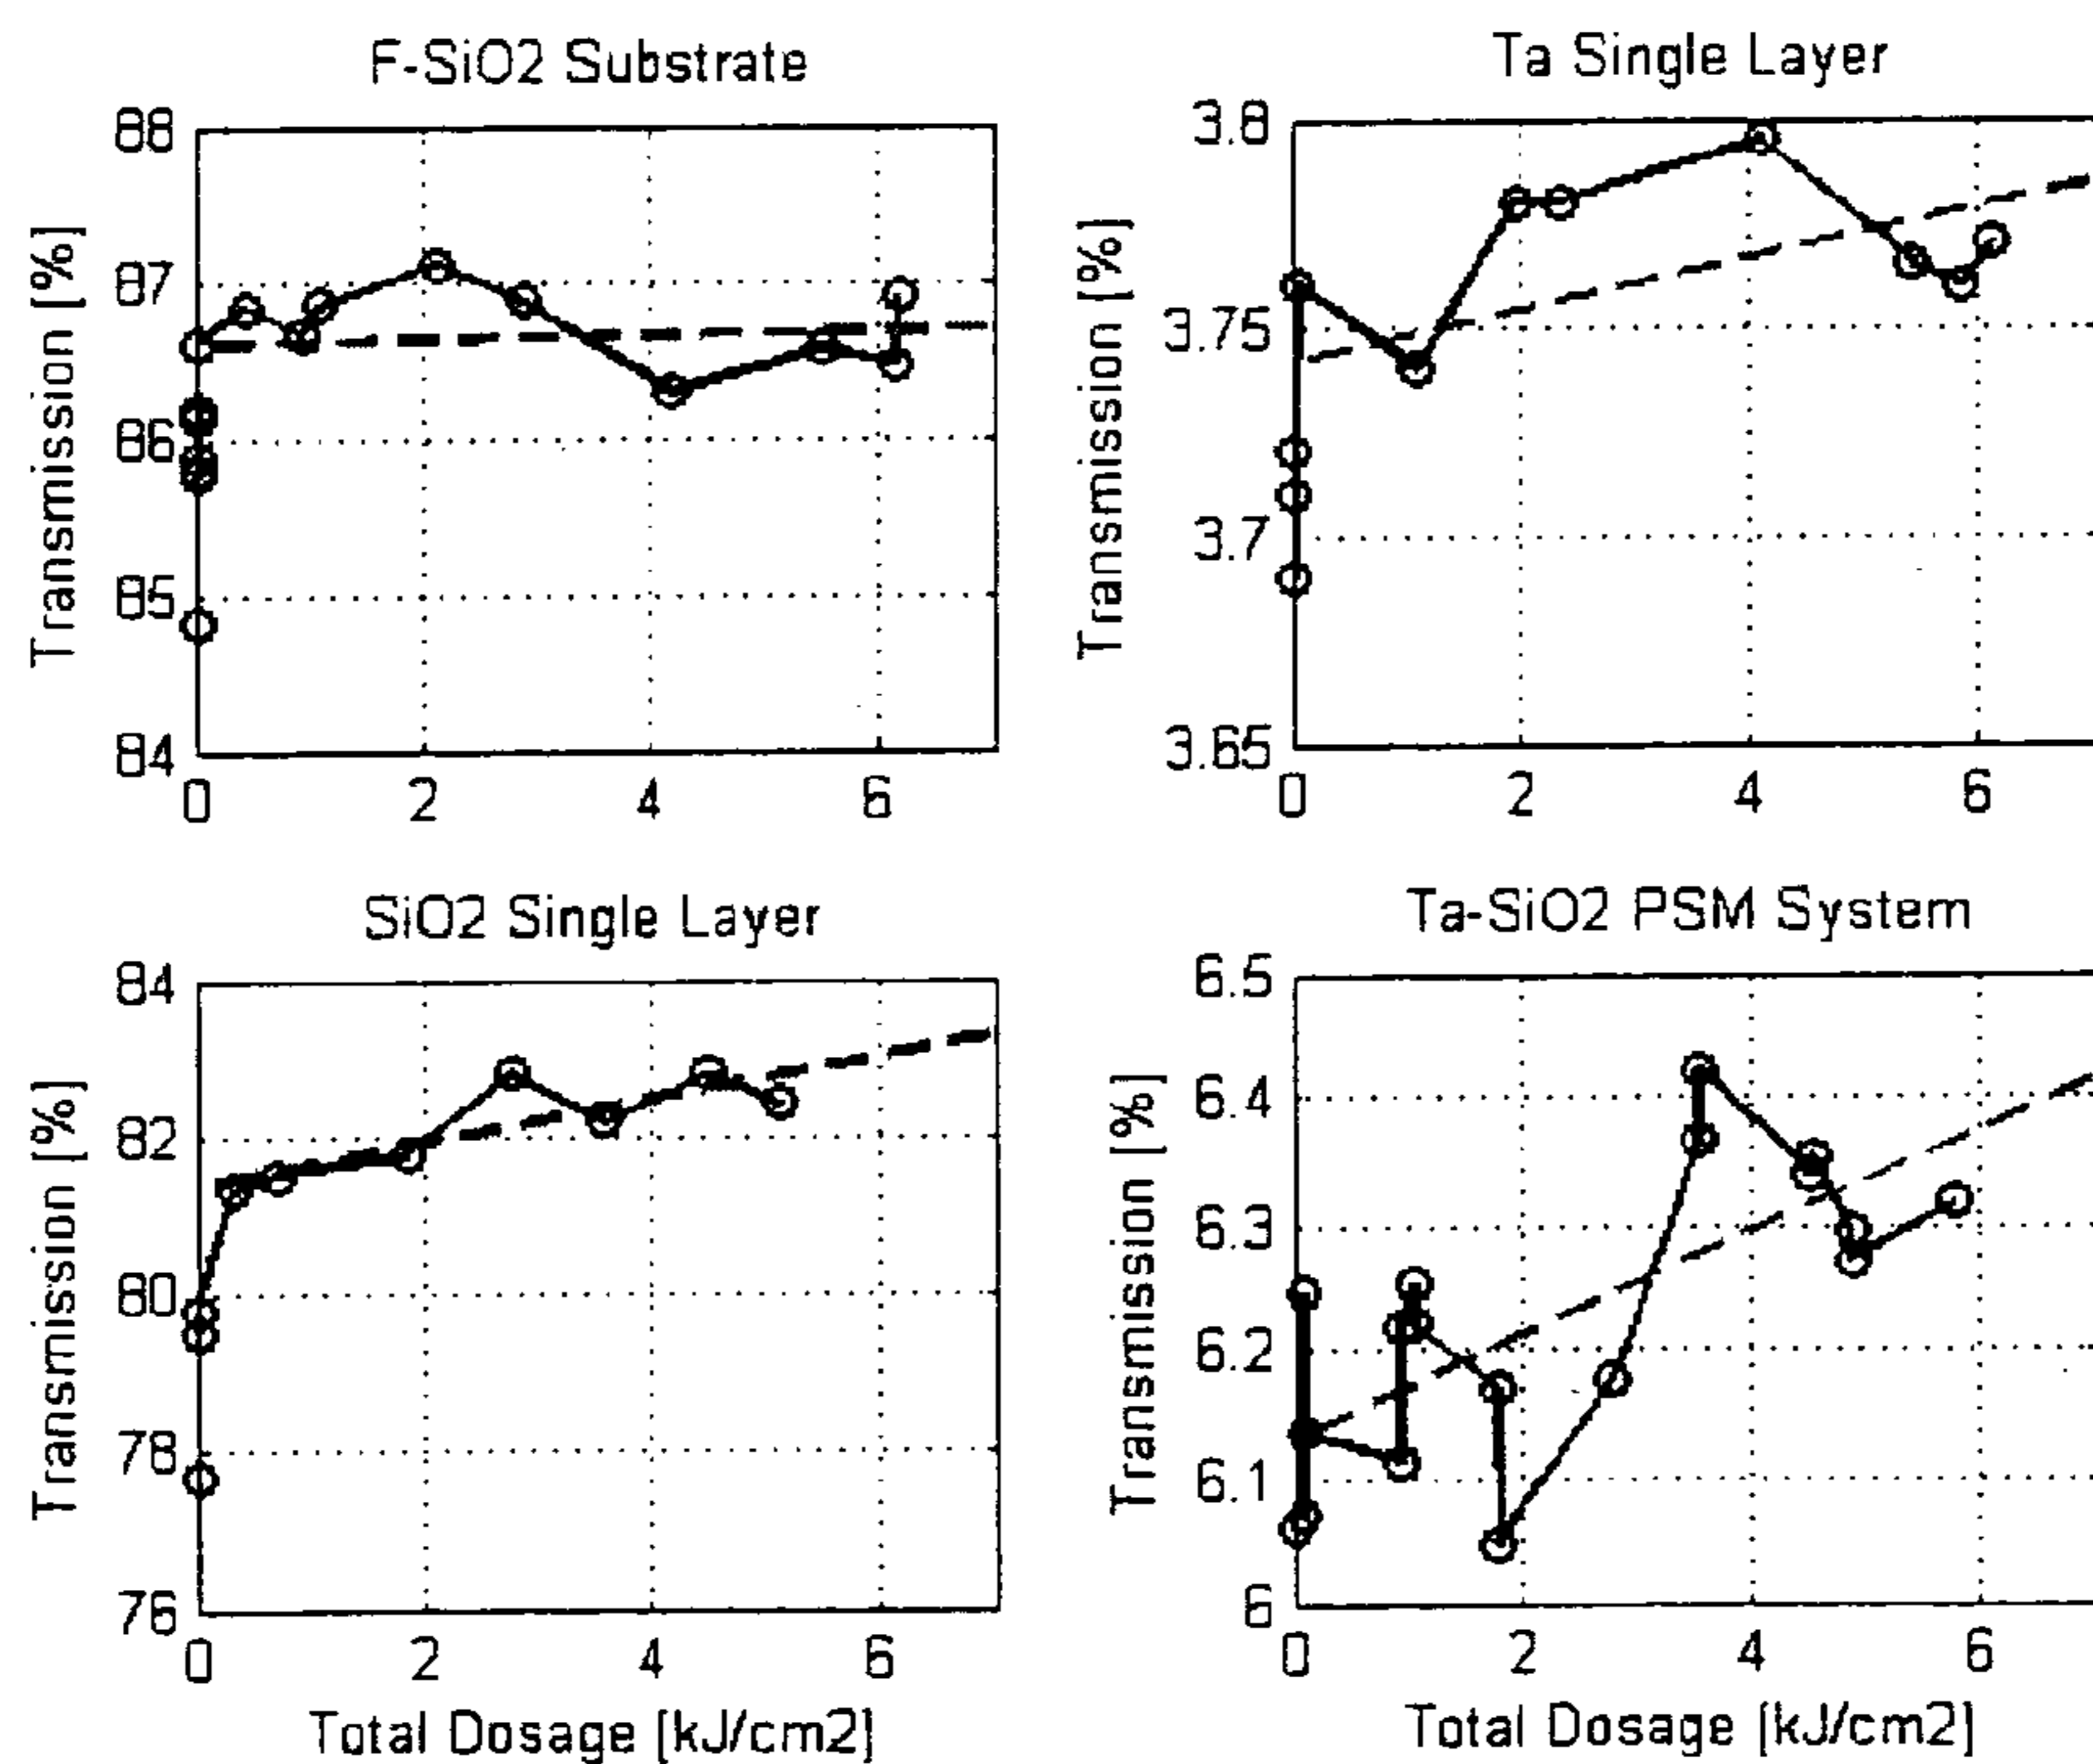 F-SiO2 Substrate
Transmission [%]
88
87
86
85
84
0 2 4 6
Ta Single Layer
Transmission [%]
3.8
3.75
3.7
3.65
0 2 4 6
SiO2 Single Layer
Transmission [%]
84
82
80
78
76
0 2 4 6
Total Dosage [kJ/cm2]
Ta-SiO2 PSM System
Transmission [%]
6.5
6.4
6.3
6.2
6.1
6
0 2 4 6
Total Dosage [kJ/cm2]